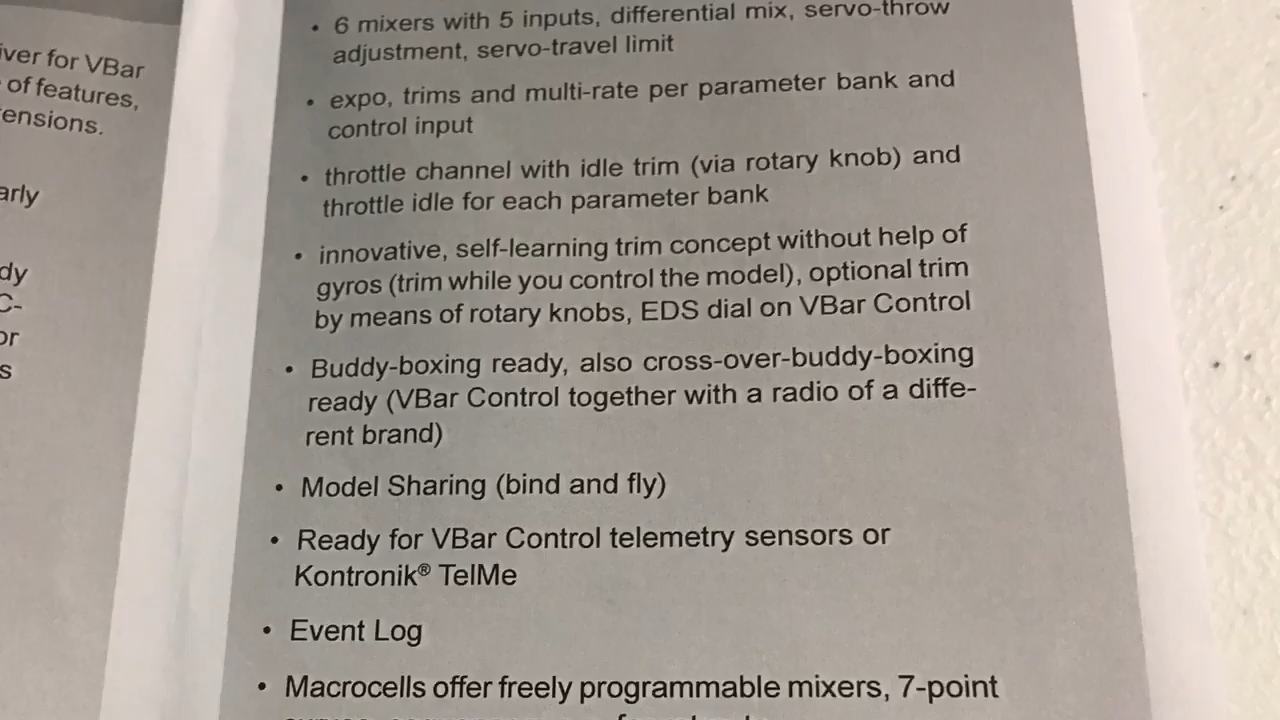 iver for VBar
of features,
ensions.
arly
dy
C-
or
s
• 6 mixers with 5 inputs, differential mix, servo-throw
adjustment, servo-travel limit
• expo, trims and multi-rate per parameter bank and
control input
• throttle channel with idle trim (via rotary knob) and
throttle idle for each parameter bank
• innovative, self-learning trim concept without help of
gyros (trim while you control the model), optional trim
by means of rotary knobs, EDS dial on VBar Control
• Buddy-boxing ready, also cross-over-buddy-boxing
ready (VBar Control together with a radio of a diffe-
rent brand)
• Model Sharing (bind and fly)
• Ready for VBar Control telemetry sensors or
Kontronik® TelMe
• Event Log
• Macrocells offer freely programmable mixers, 7-point